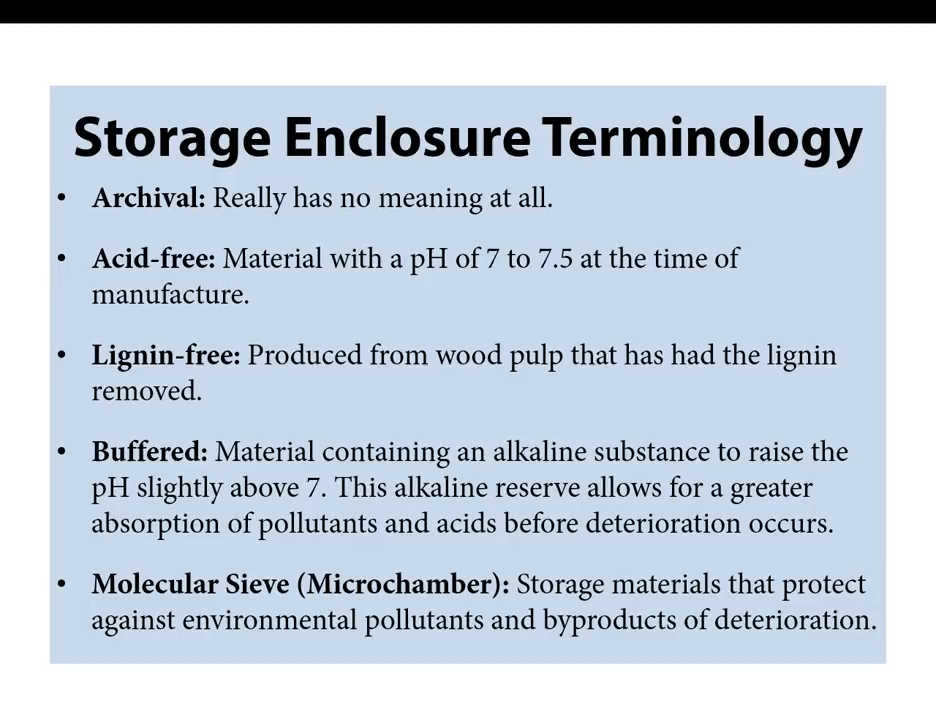 Storage Enclosure Terminology
• Archival: Really has no meaning at all.
• Acid-free: Material with a pH of 7 to 7.5 at the time of
manufacture.
• Lignin-free: Produced from wood pulp that has had the lignin
removed.
• Buffered: Material containing an alkaline substance to raise the
pH slightly above 7. This alkaline reserve allows for a greater
absorption of pollutants and acids before deterioration occurs.
• Molecular Sieve (Microchamber): Storage materials that protect
against environmental pollutants and byproducts of deterioration.